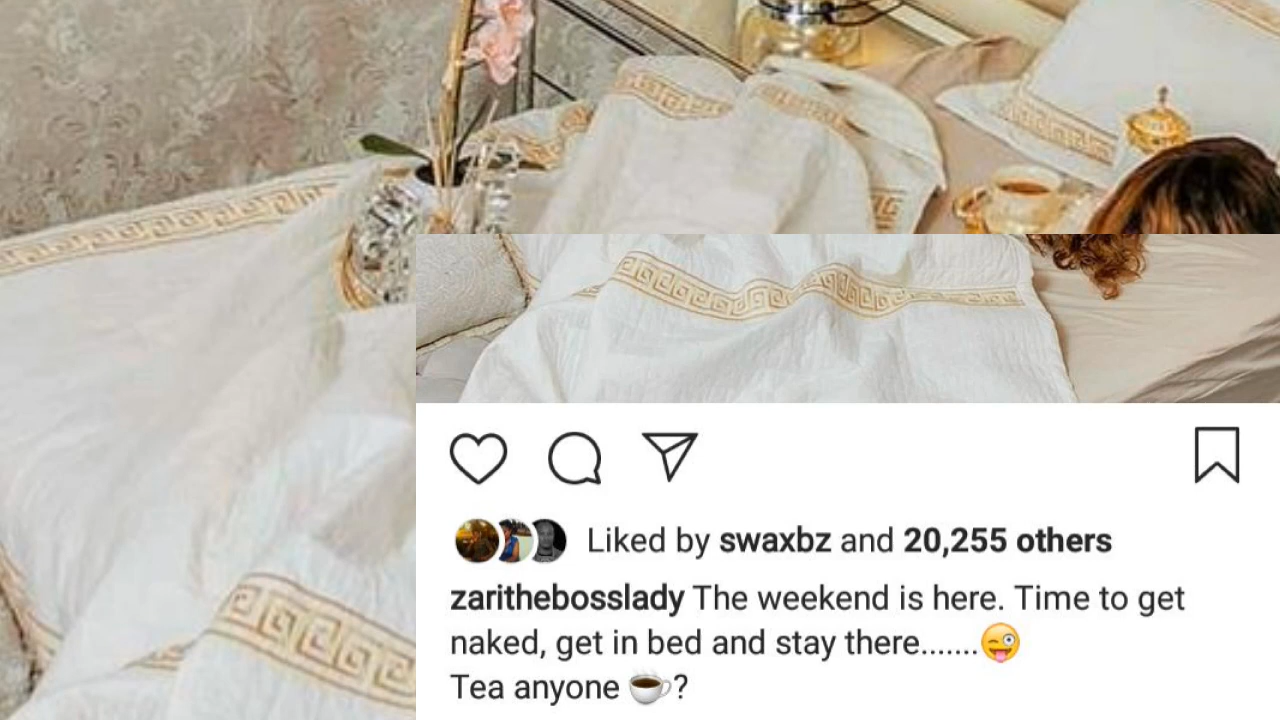 Liked by swaxbz and 20,255 others
zarithebosslady The weekend is here. Time to get
naked, get in bed and stay there.......😜
Tea anyone ☕?